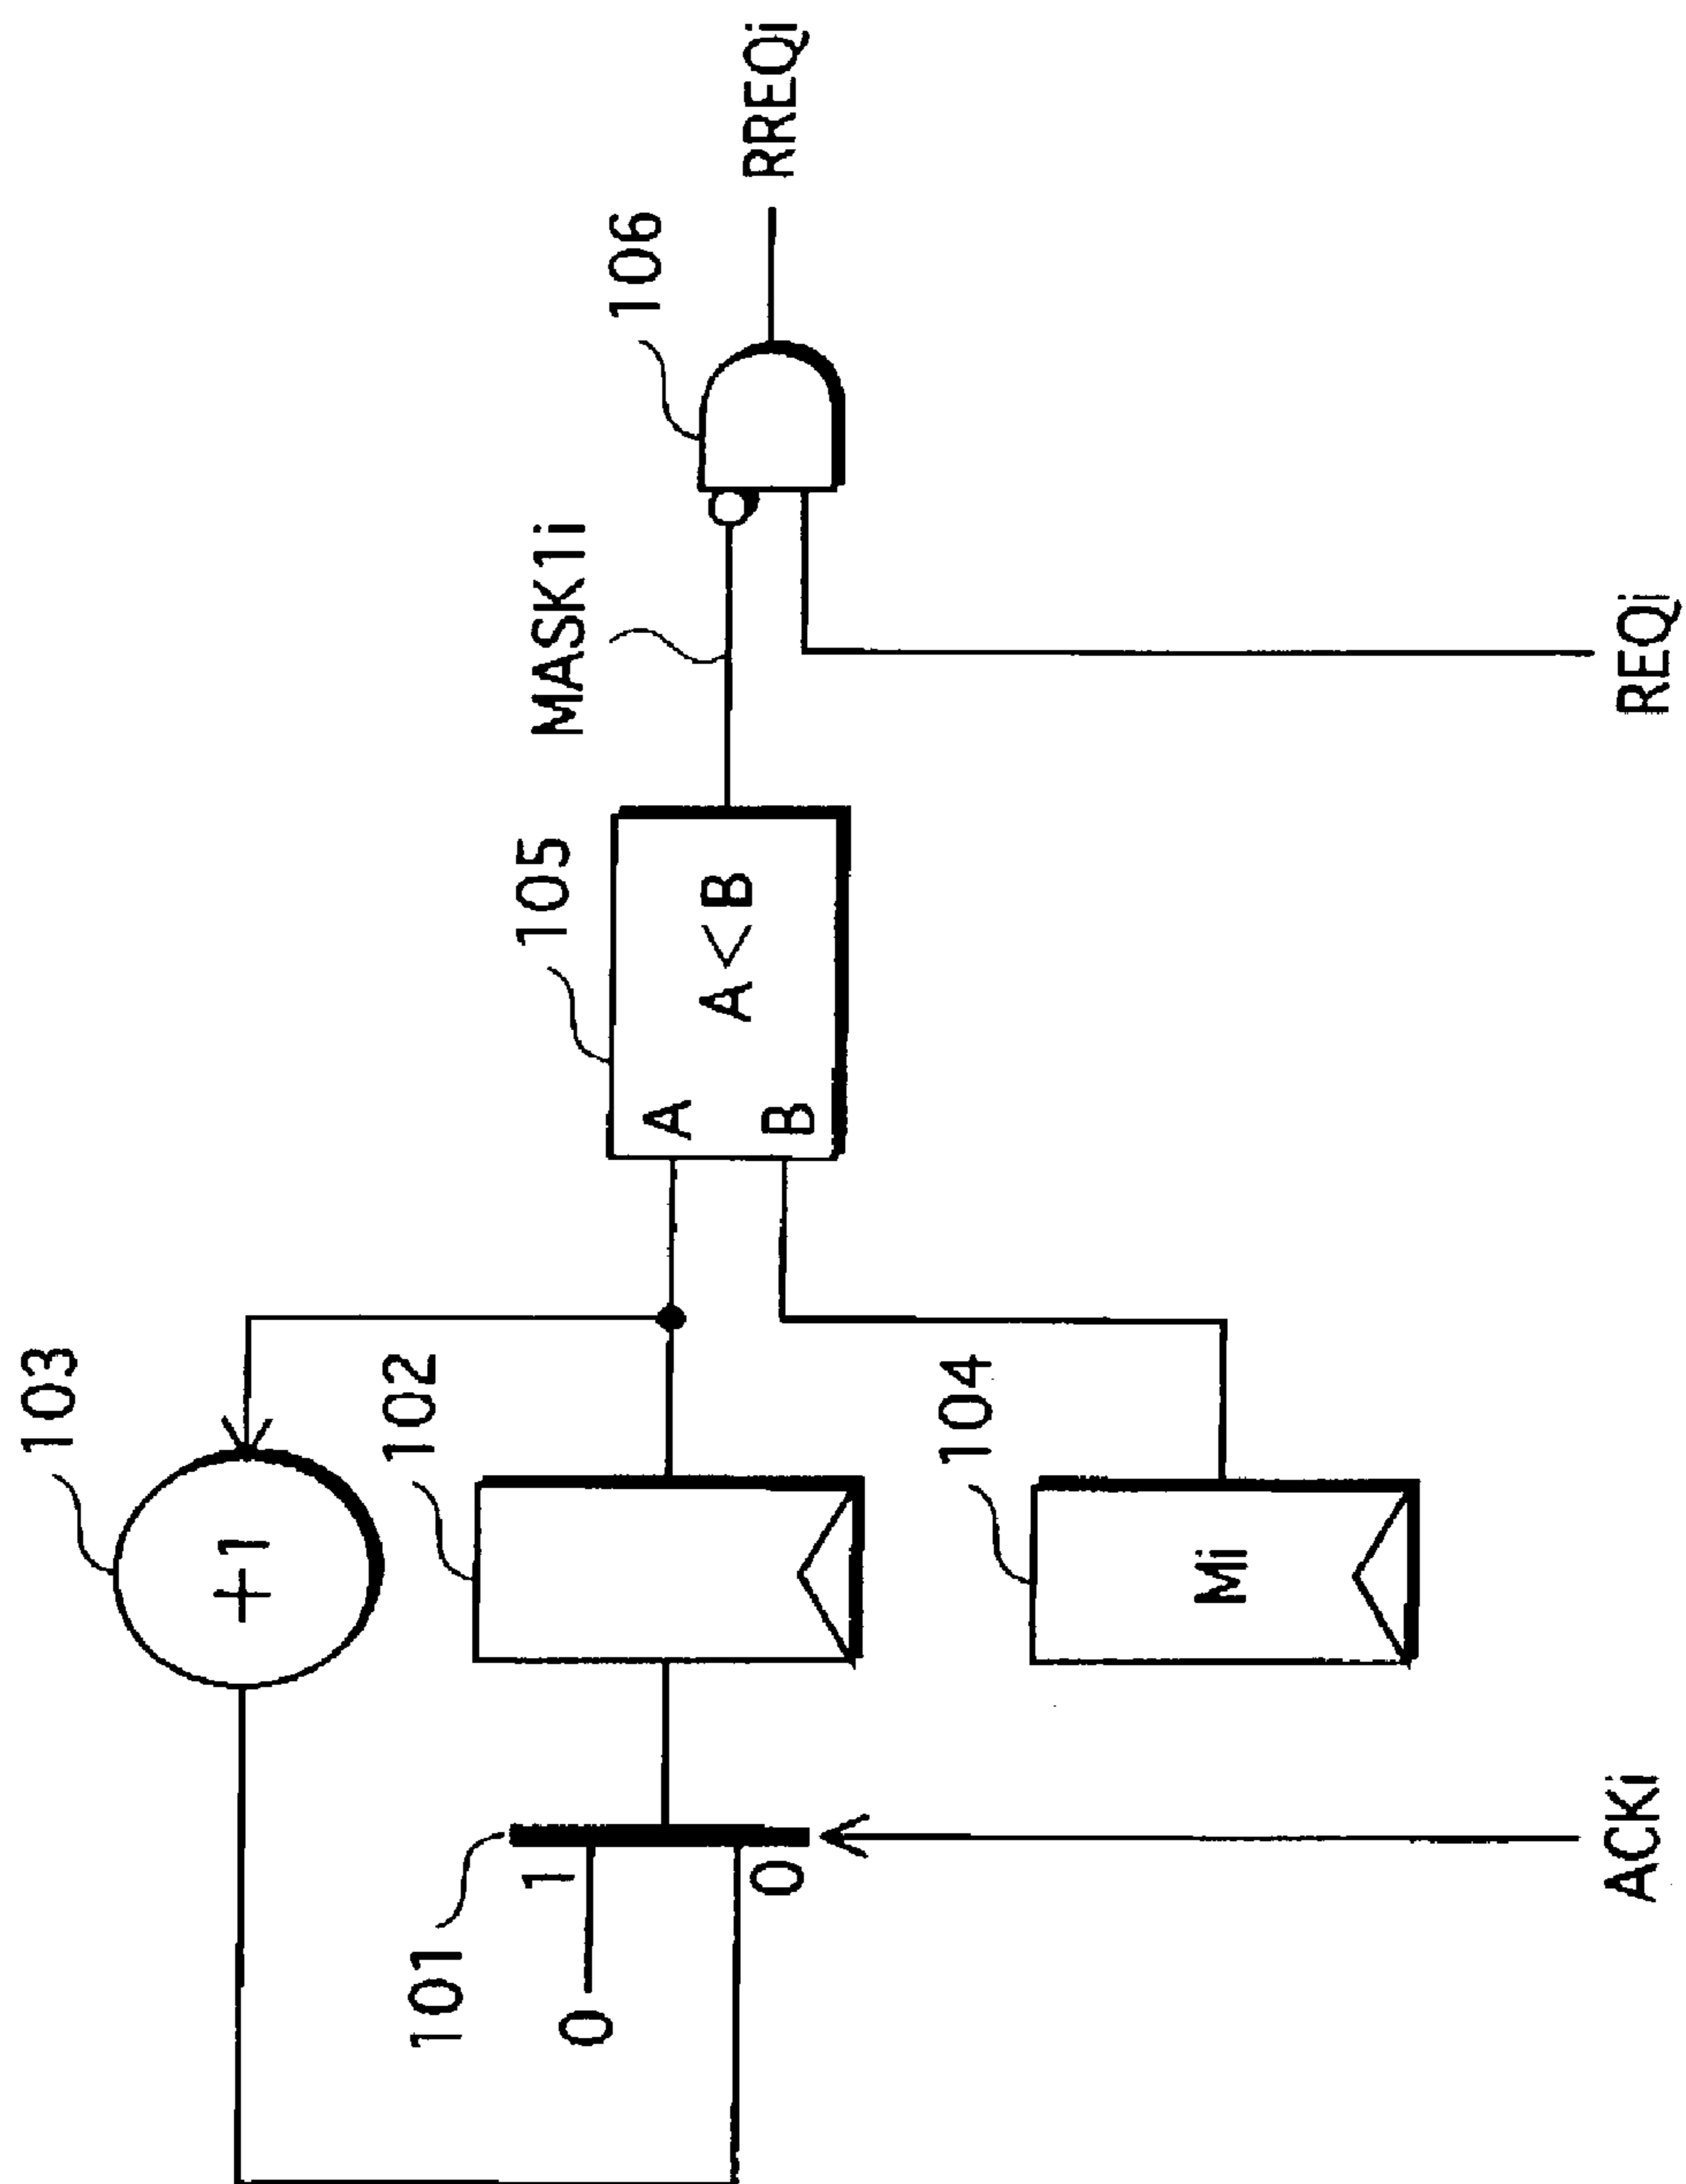 103
+1
102
101
1
0
0
ACKi
104
Mi
105
A
B
A<B
MASK1i
106
REQi
RREQi